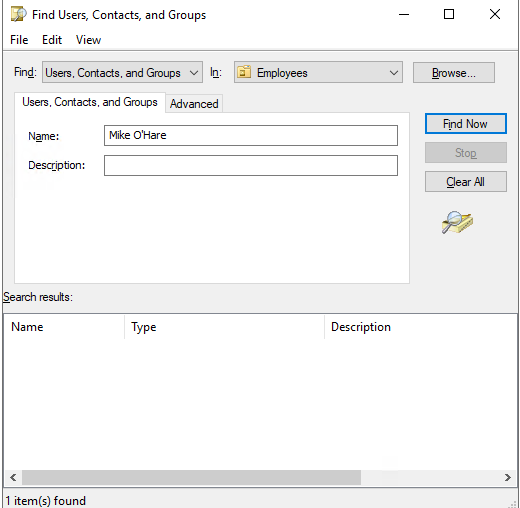 Find Users, Contacts, and Groups
File Edit View
Find: Users, Contacts, and Groups In: Employees Browse...
Users, Contacts, and Groups Advanced
Name: Mike O'Hare
Description:
Find Now
Stop
Clear All
Search results:
Name Type Description
1 item(s) found